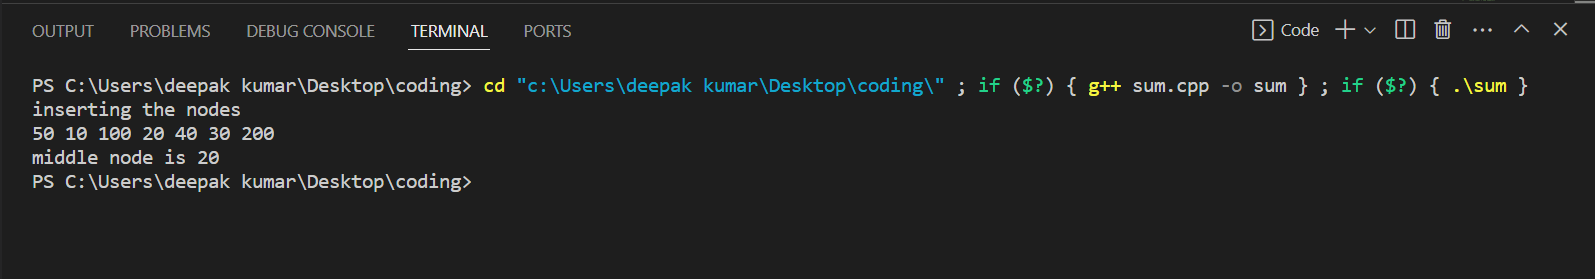 OUTPUT PROBLEMS DEBUG CONSOLE TERMINAL PORTS Code
PS C:\Users\deepak kumar\Desktop\coding> cd "c:\Users\deepak kumar\Desktop\coding\" ; if ($?) { g++ sum.cpp -o sum } ; if ($?) { .\sum }
inserting the nodes
50 10 100 20 40 30 200
middle node is 20
PS C:\Users\deepak kumar\Desktop\coding>